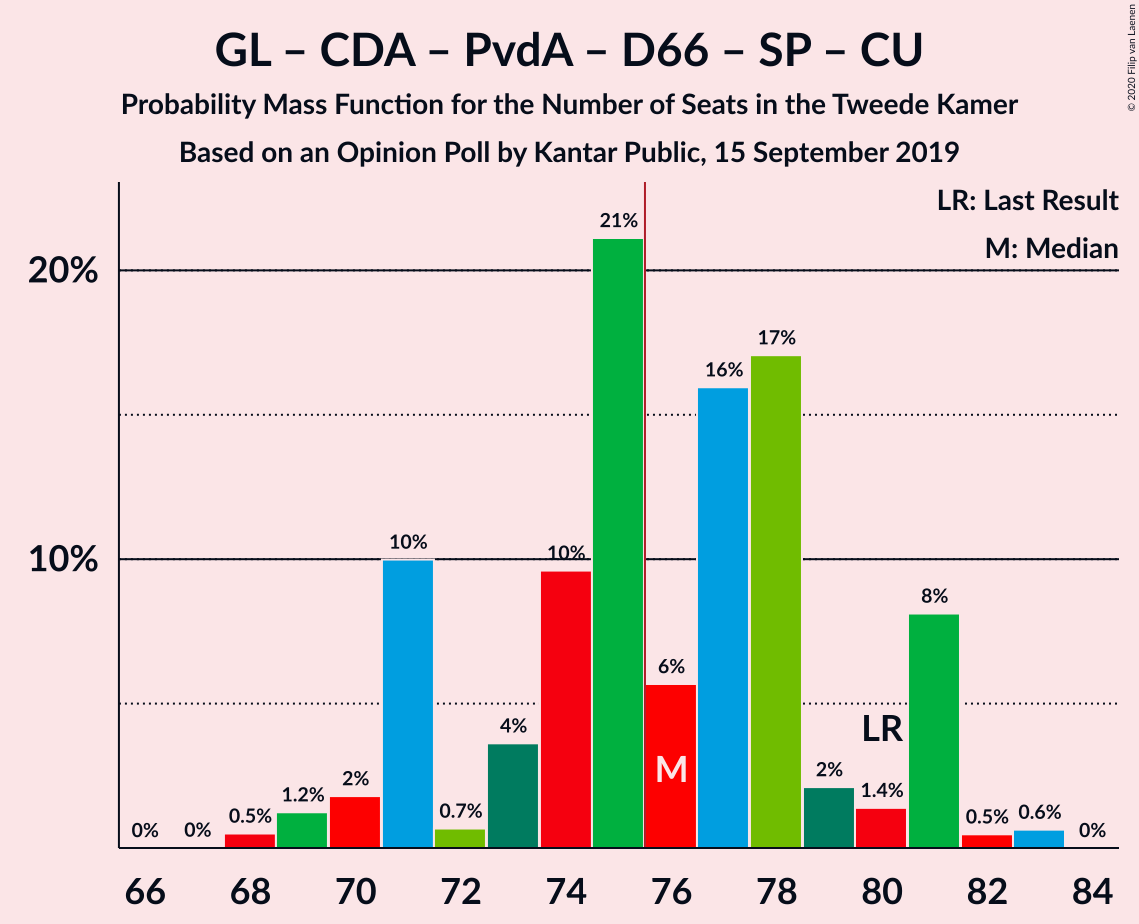 GL – CDA – PvdA – D66 – SP – CU
Probability Mass Function for the Number of Seats in the Tweede Kamer
Based on an Opinion Poll by Kantar Public, 15 September 2019
© 2020 Filip van Laenen
LR: Last Result
M: Median
20%
10%
0%
0%
0.5%
1.2%
2%
10%
0.7%
4%
10%
21%
6%
16%
17%
2%
1.4%
8%
0.5%
0.6%
0%
LR
M
66 68 70 72 74 76 78 80 82 84